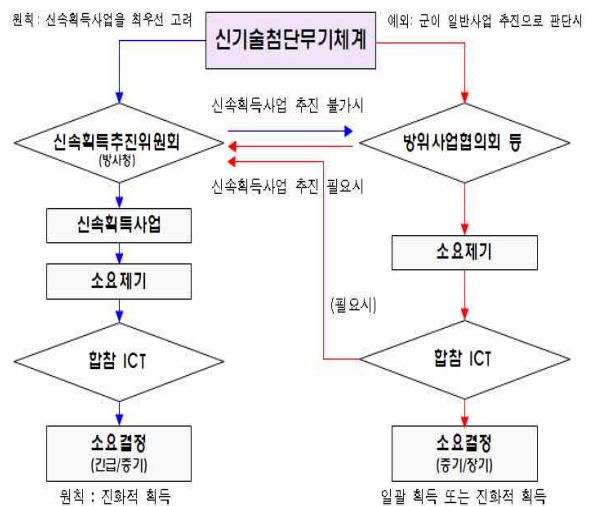 원칙: 신속획득사업을 최우선 고려
신기술첨단무기체계
예외: 군이 일반사업 추진으로 판단시
신속획득사업 추진 불가시
신속획득추진위원회
(방사청)
방위사업협의회 등
신속획득사업 추진 필요시
신속획득사업
소요제기
소요제기
(필요시)
합참 ICT
합참 ICT
소요결정
(긴급/중기)
소요결정
(중기/장기)
원칙 : 진화적 획득
일괄 획득 또는 진화적 획득